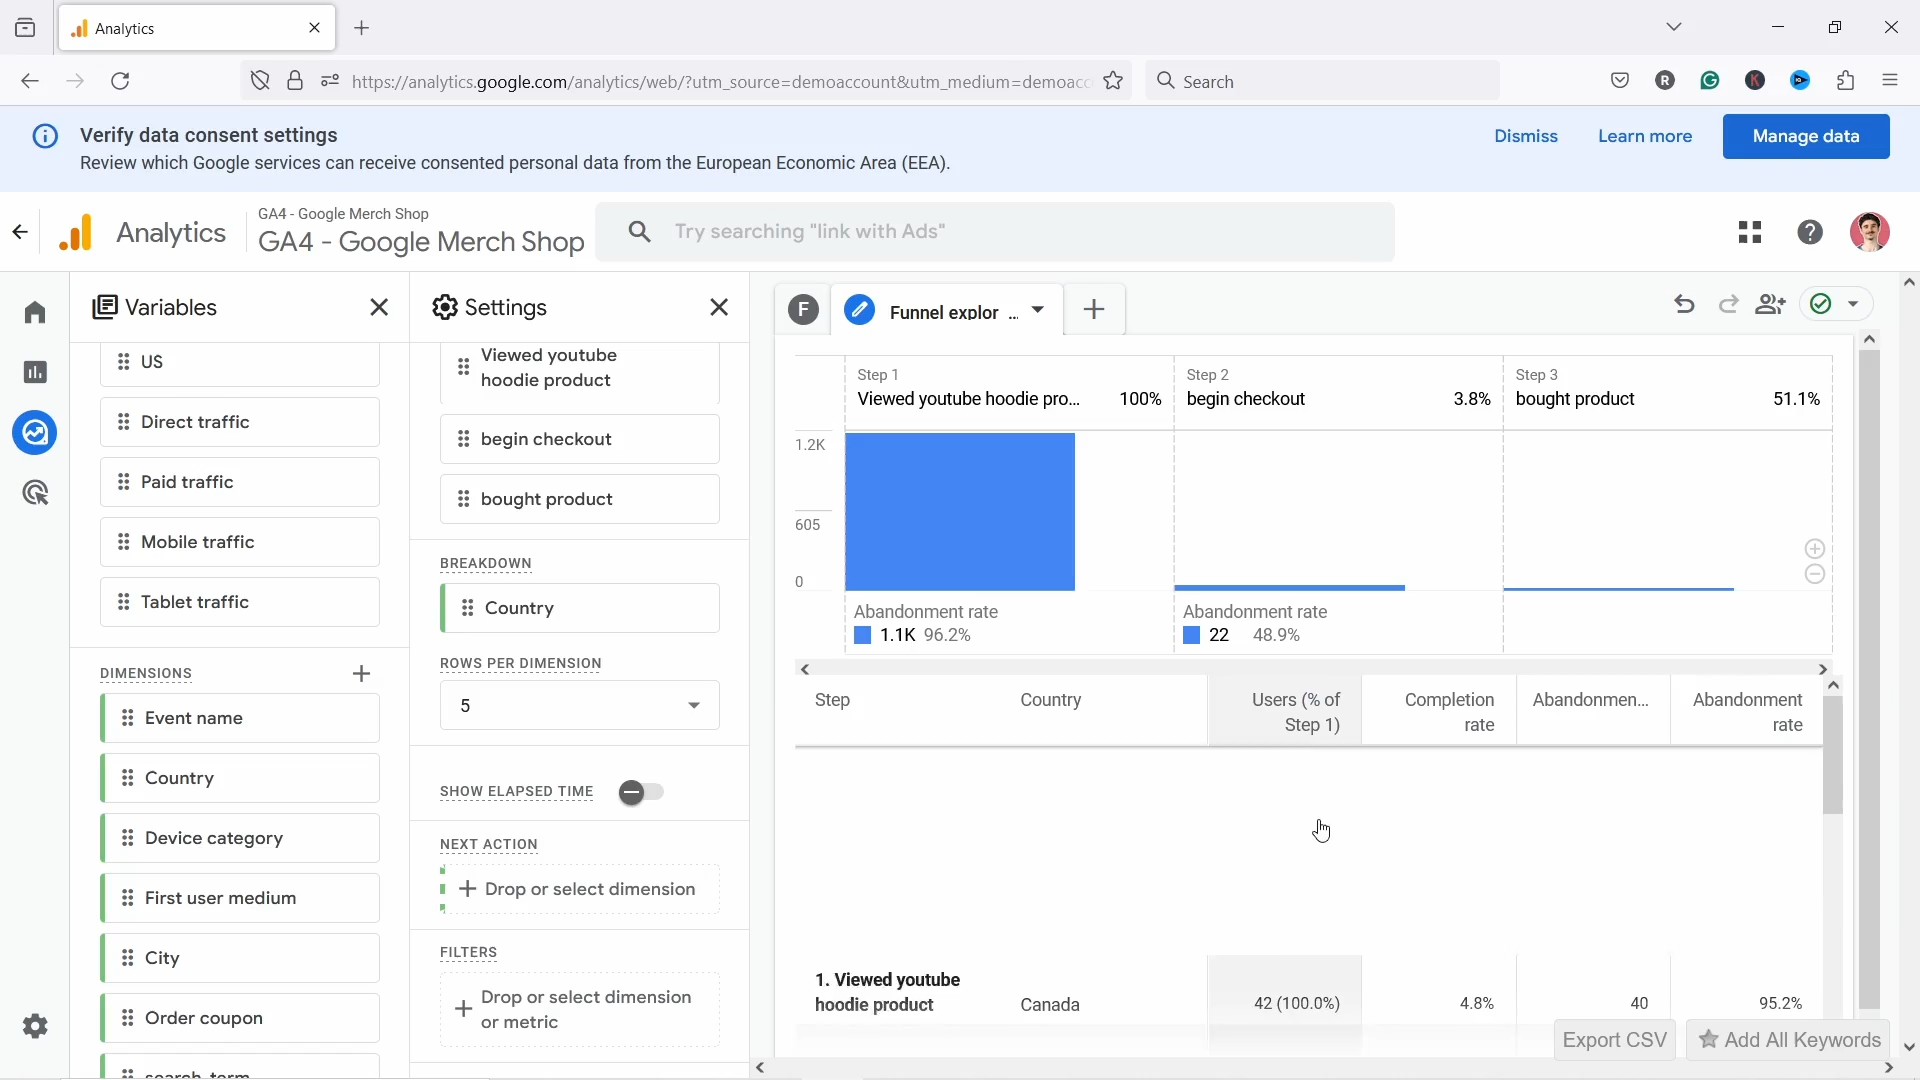 Analytics
https://analytics.google.com/analytics/web/?utm_source=demoaccount&utm_medium=demoacc
Search
R
G
K
Verify data consent settings
Review which Google services can receive consented personal data from the European Economic Area (EEA).
Dismiss
Learn more
Manage data
Analytics
GA4 - Google Merch Shop
GA4 - Google Merch Shop
Try searching "link with Ads"
Variables
US
Direct traffic
Paid traffic
Mobile traffic
Tablet traffic
DIMENSIONS
Event name
Country
Device category
First user medium
City
Order coupon
Settings
Viewed youtube
hoodie product
begin checkout
bought product
BREAKDOWN
Country
ROWS PER DIMENSION
5
SHOW ELAPSED TIME
NEXT ACTION
Drop or select dimension
FILTERS
Drop or select dimension
or metric
F
Funnel explor ...
Step 1
Viewed youtube hoodie pro... 100%
Step 2
begin checkout 3.8%
Step 3
bought product 51.1%
1.2K
605
0
Abandonment rate
1.1K 96.2%
Abandonment rate
22 48.9%
Step
Country
Users (% of
Step 1)
Completion
rate
Abandonmen...
Abandonment
rate
1. Viewed youtube
hoodie product
Canada
42 (100.0%)
4.8%
40
95.2%
Export CSV
Add All Keywords